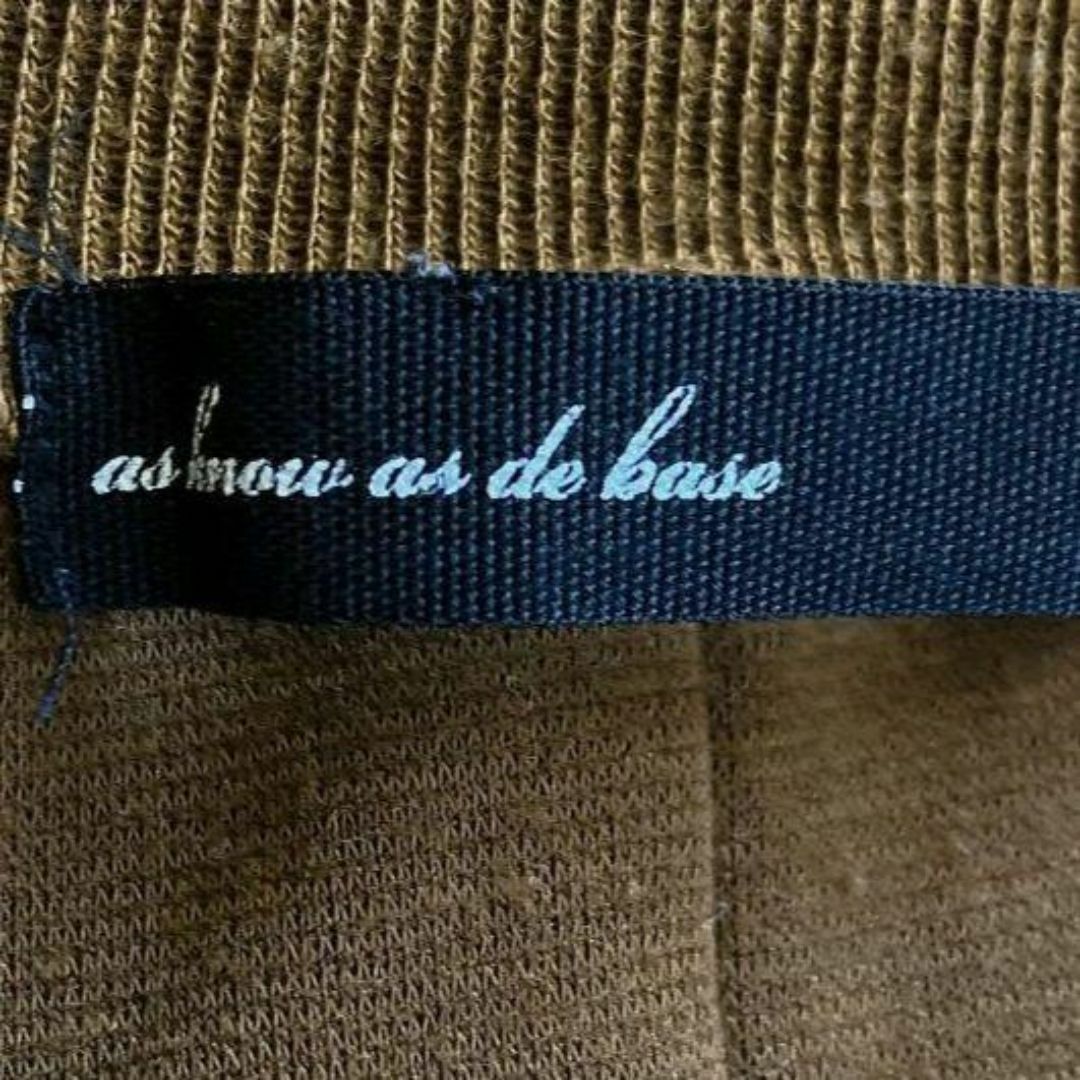 as know as de base